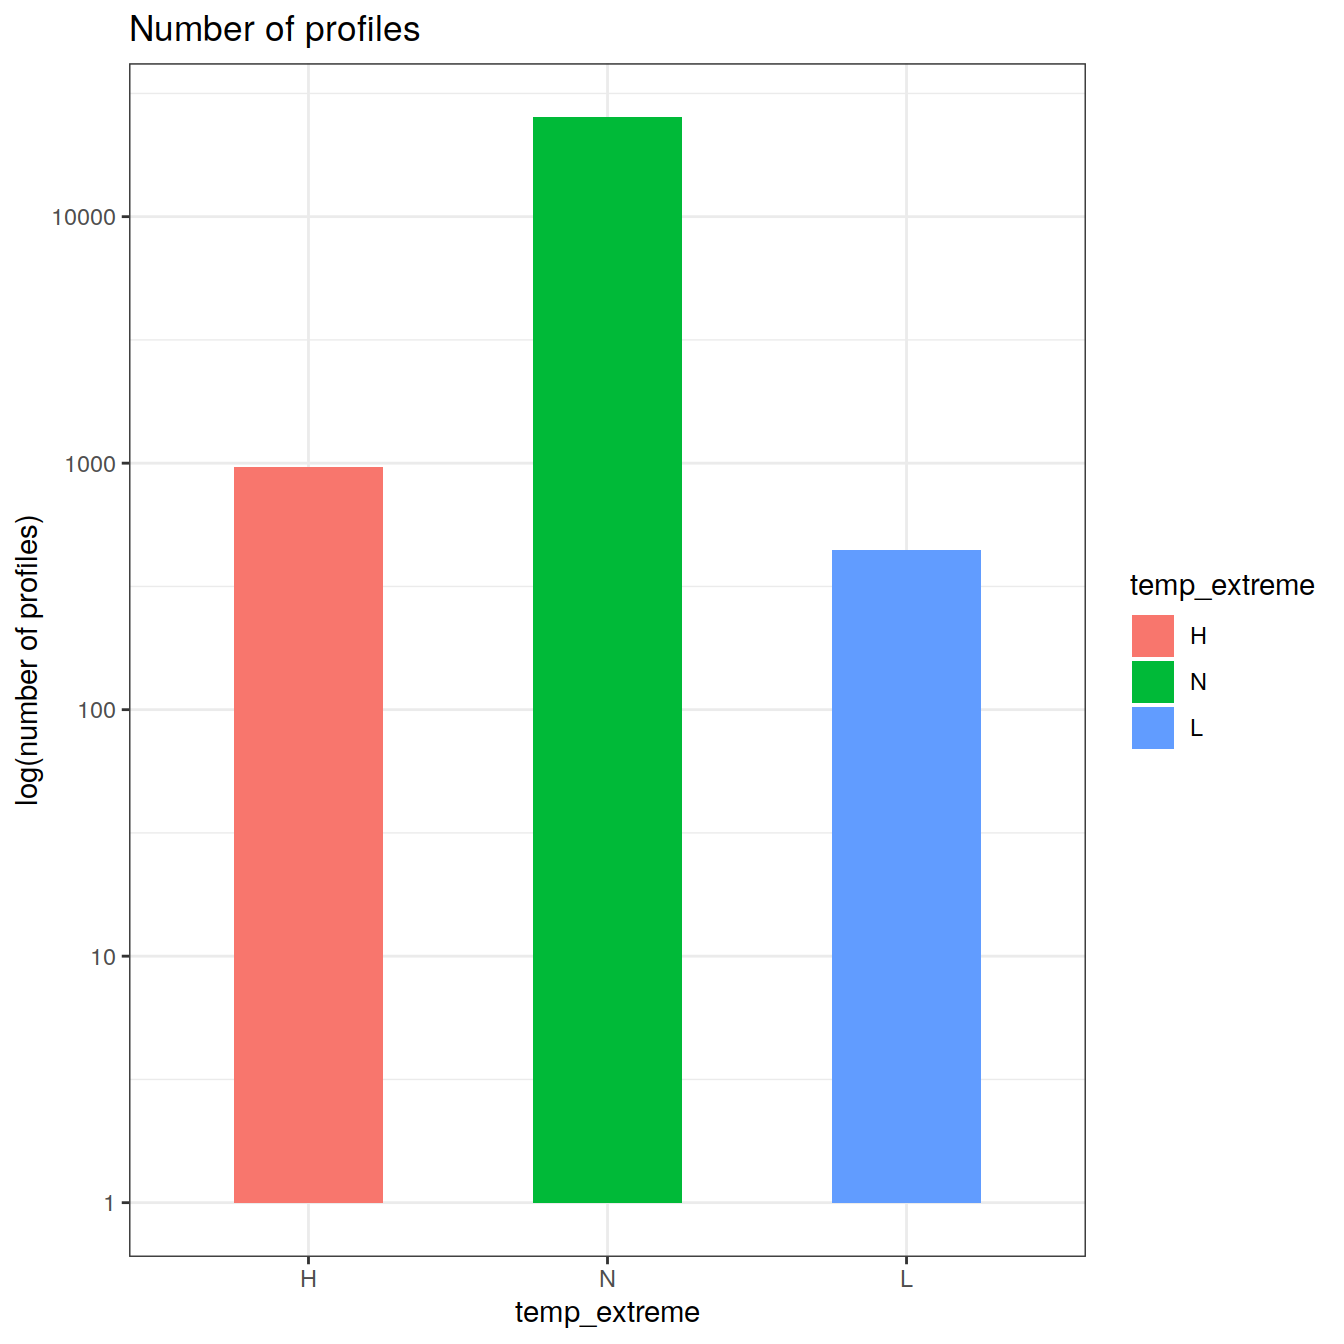 Number of profiles
10000
1000
100
10
1
log(number of profiles)
H
N
L
temp_extreme
temp_extreme
H
N
L